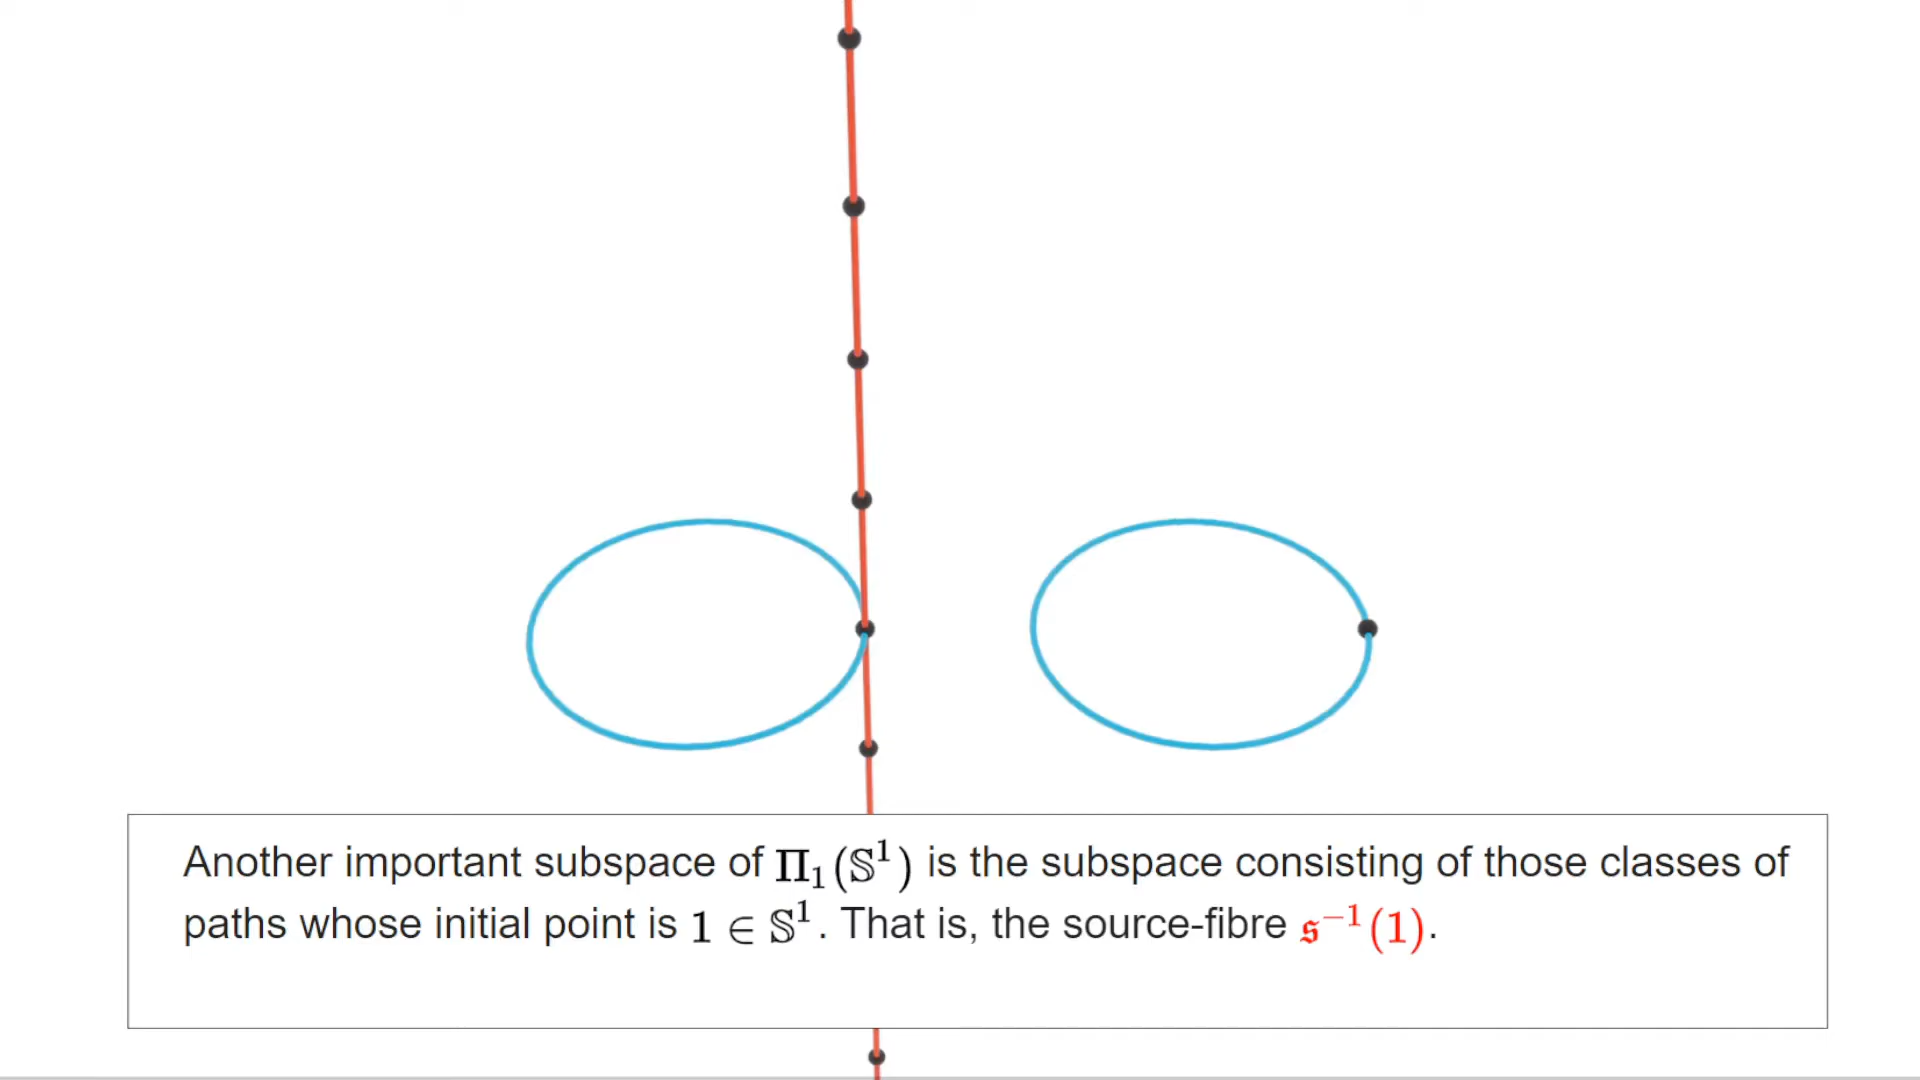 Another important subspace of Π₁(𝕊¹) is the subspace consisting of those classes of
paths whose initial point is 1 ∈ 𝕊¹. That is, the source-fibre 𝔰⁻¹(1).